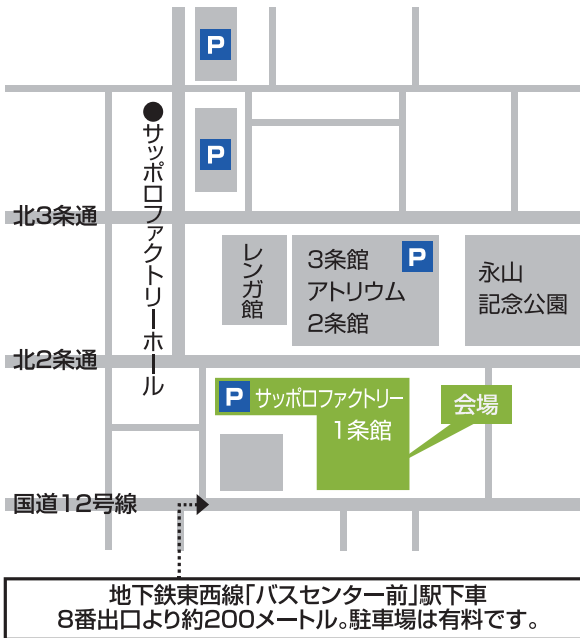 P
P
●サッポロファクトリーホール
北3条通
レンガ館
3条館
アトリウム
2条館
P
永山
記念公園
北2条通
P サッポロファクトリー
1条館
会場
国道12号線
地下鉄東西線「バスセンター前」駅下車
8番出口より約200メートル。駐車場は有料です。